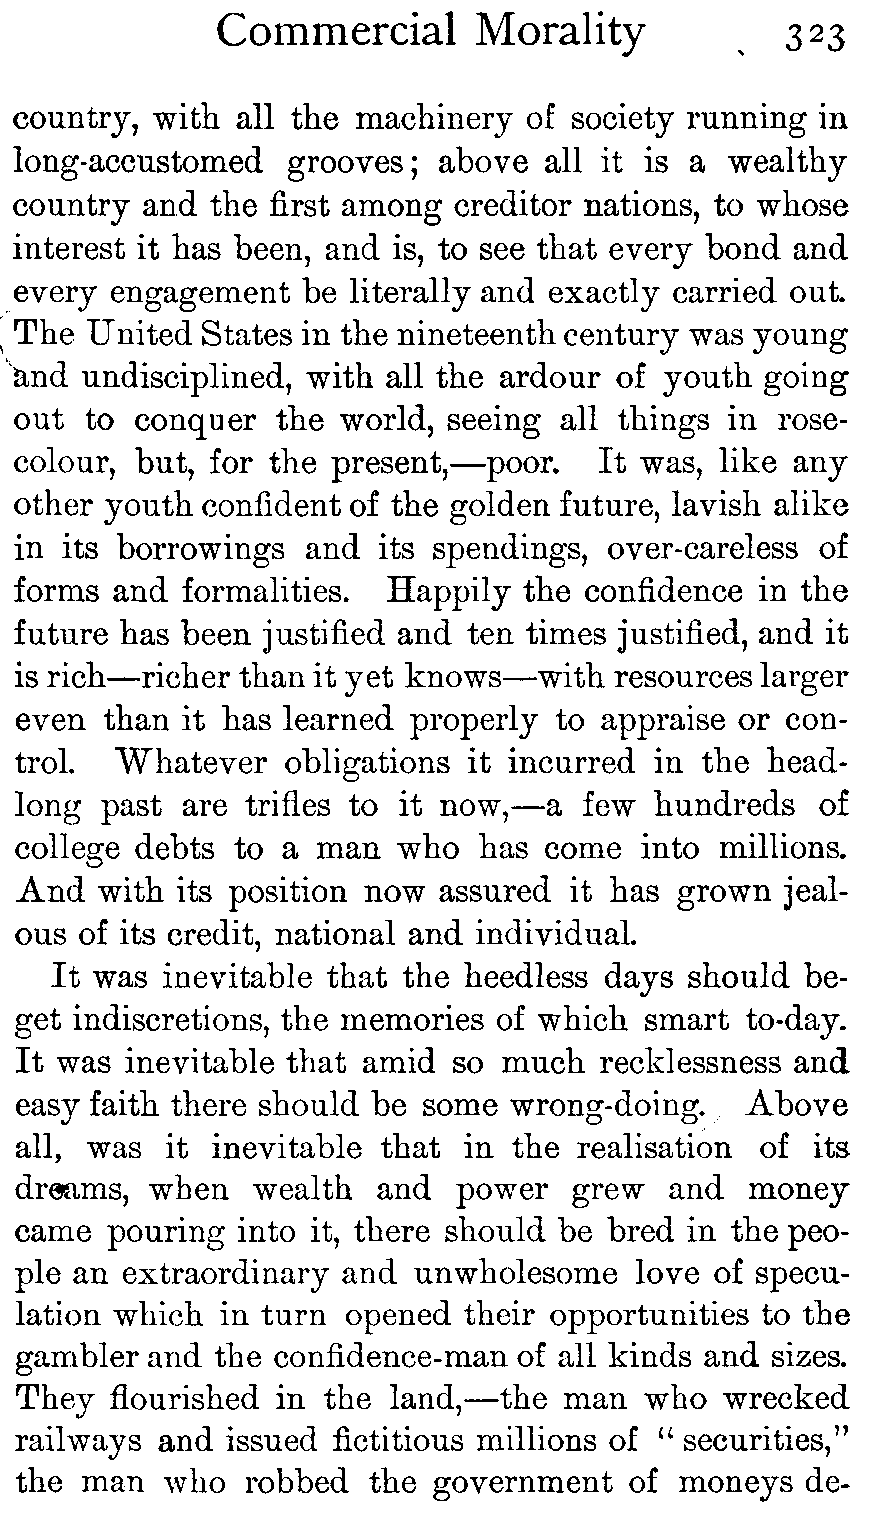 Commercial Morality 323
country, with all the machinery of society running in
long-accustomed grooves; above all it is a wealthy
country and the first among creditor nations, to whose
interest it has been, and is, to see that every bond and
every engagement be literally and exactly carried out.
The United States in the nineteenth century was young
and undisciplined, with all the ardour of youth going
out to conquer the world, seeing all things in rose-
colour, but, for the present,—poor. It was, like any
other youth confident of the golden future, lavish alike
in its borrowings and its spendings, over-careless of
forms and formalities. Happily the confidence in the
future has been justified and ten times justified, and it
is rich—richer than it yet knows—with resources larger
even than it has learned properly to appraise or con-
trol. Whatever obligations it incurred in the head-
long past are trifles to it now,—a few hundreds of
college debts to a man who has come into millions.
And with its position now assured it has grown jeal-
ous of its credit, national and individual.
It was inevitable that the heedless days should be-
get indiscretions, the memories of which smart to-day.
It was inevitable that amid so much recklessness and
easy faith there should be some wrong-doing. Above
all, was it inevitable that in the realisation of its
dreams, when wealth and power grew and money
came pouring into it, there should be bred in the peo-
ple an extraordinary and unwholesome love of specu-
lation which in turn opened their opportunities to the
gambler and the confidence-man of all kinds and sizes.
They flourished in the land,—the man who wrecked
railways and issued fictitious millions of "securities,"
the man who robbed the government of moneys de-